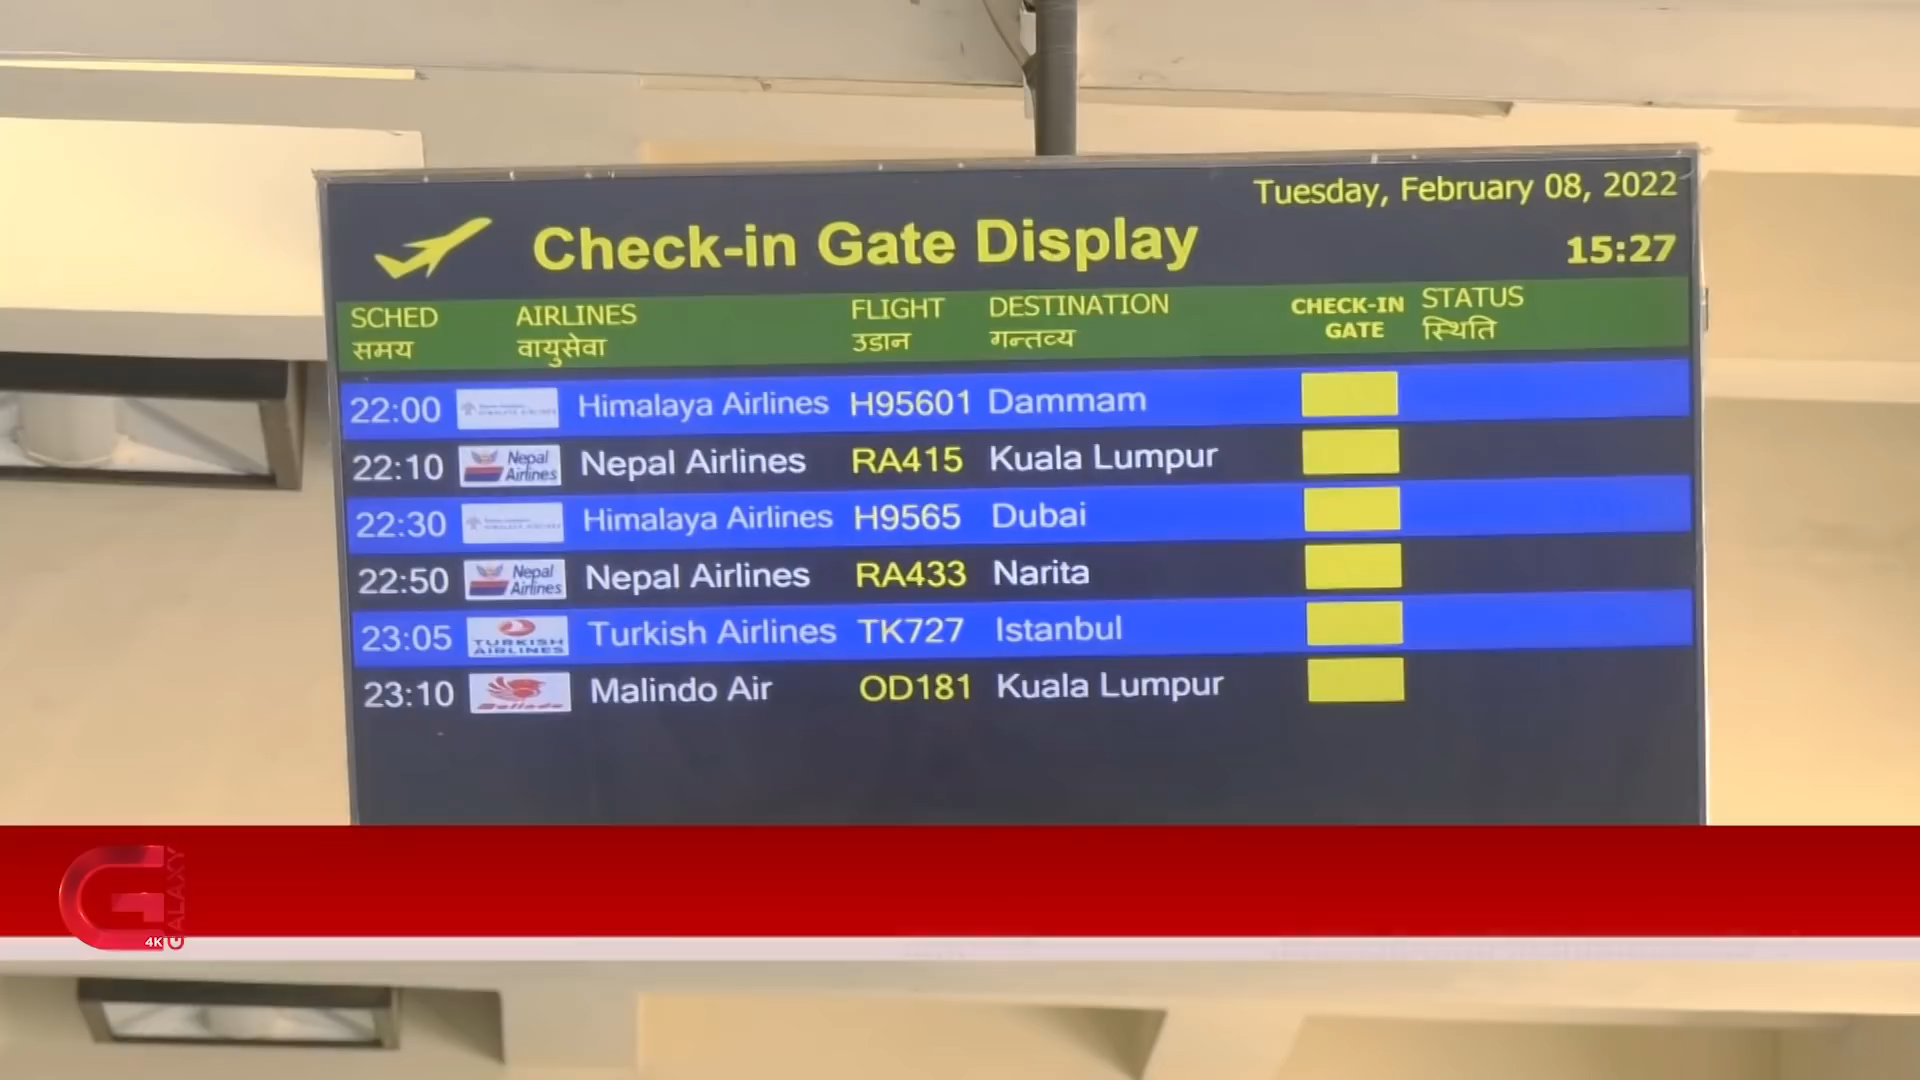 Tuesday, February 08, 2022
Check-in Gate Display
15:27
SCHED AIRLINES FLIGHT DESTINATION CHECK-IN GATE STATUS
समय वायुसेवा उडान गन्तव्य स्थिति
22:00 Himalaya Airlines H95601 Dammam
22:10 Nepal Airlines Nepal Airlines RA415 Kuala Lumpur
22:30 Himalaya Airlines H9565 Dubai
22:50 Nepal Airlines Nepal Airlines RA433 Narita
23:05 TURKISH AIRLINES Turkish Airlines TK727 Istanbul
23:10 Malindo Malindo Air OD181 Kuala Lumpur
GALAXY
4K